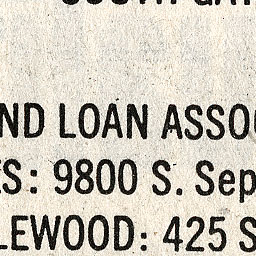 ND LOAN ASSO
ES: 9800 S. Sep
LEWOOD: 425 S